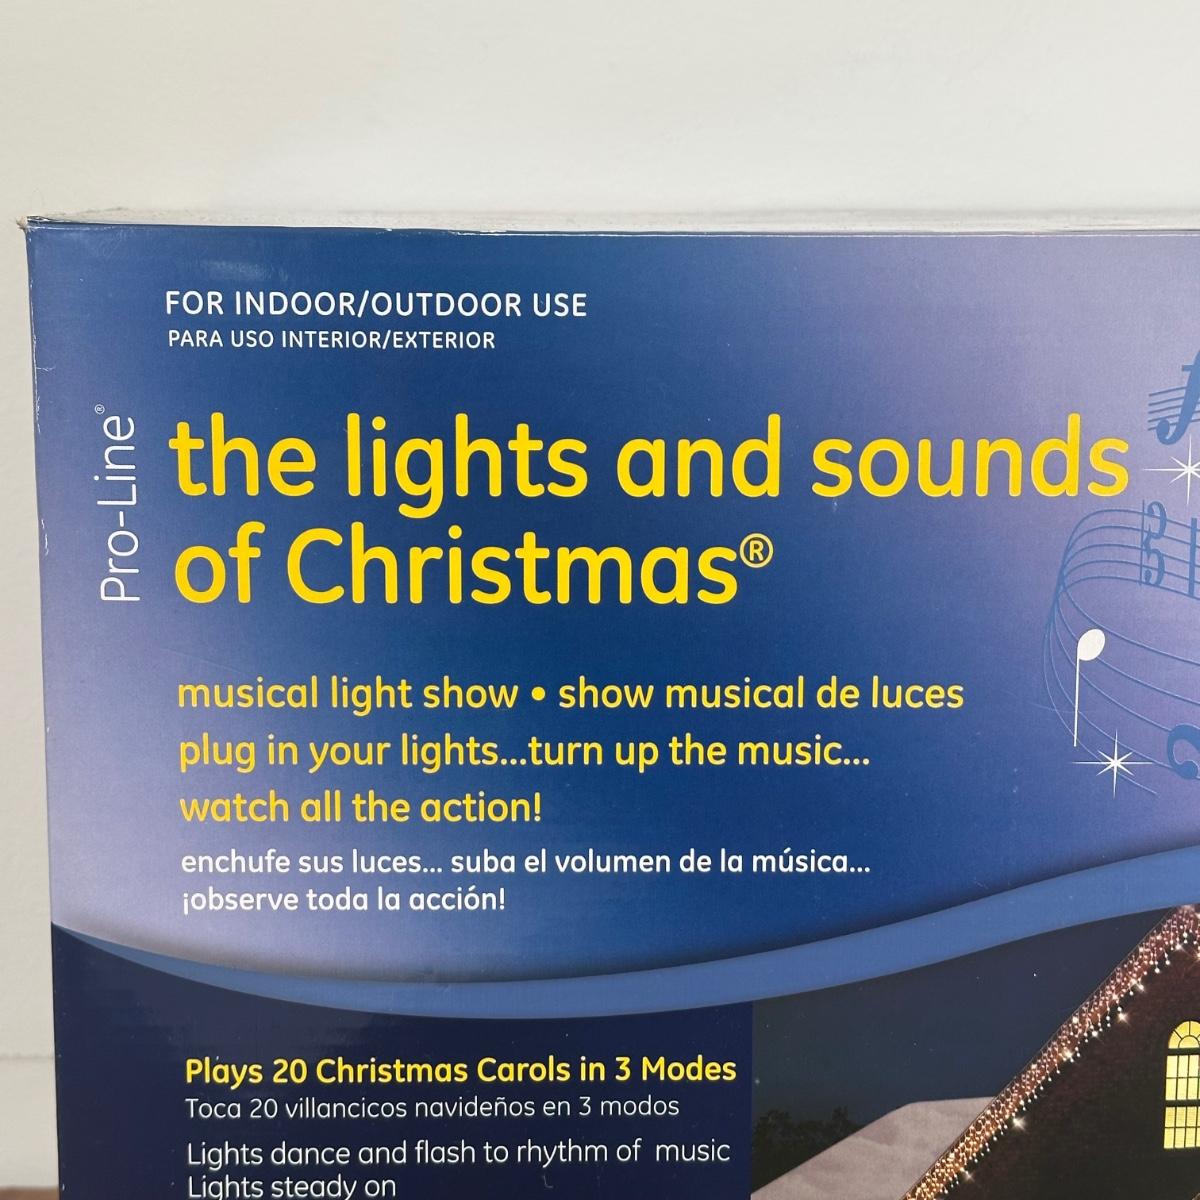 FOR INDOOR/OUTDOOR USE
PARA USO INTERIOR/EXTERIOR
Pro-Line®
the lights and sounds
of Christmas®
musical light show • show musical de luces
plug in your lights...turn up the music...
watch all the action!
enchufe sus luces... suba el volumen de la música...
¡observe toda la acción!
Plays 20 Christmas Carols in 3 Modes
Toca 20 villancicos navideños en 3 modos
Lights dance and flash to rhythm of music
Lights steady on